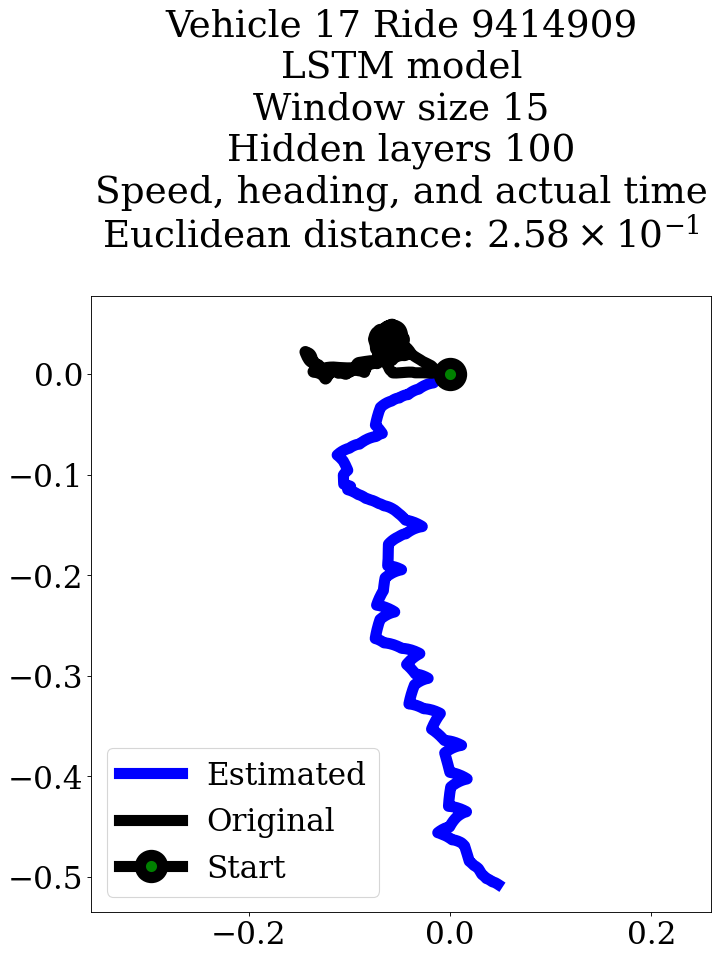 Vehicle 17 Ride 9414909
LSTM model
Window size 15
Hidden layers 100
Speed, heading, and actual time
Euclidean distance: 2.58 × 10⁻¹
0.0
−0.1
−0.2
−0.3
−0.4
−0.5
Estimated
Original
Start
−0.2 0.0 0.2